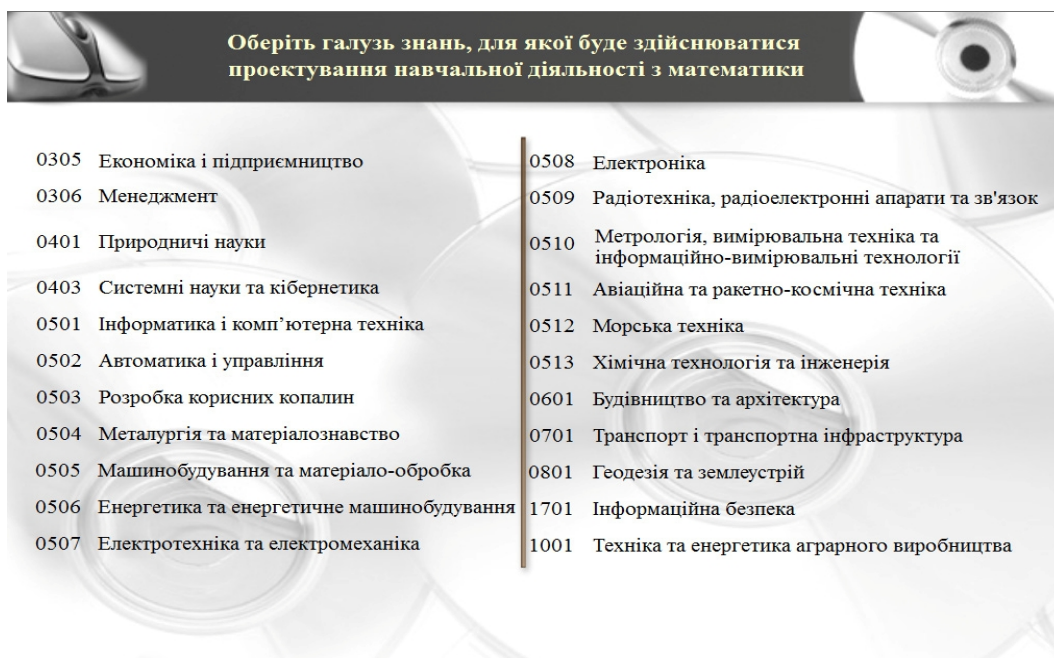 Оберіть галузь знань, для якої буде здійснюватися
проектування навчальної діяльності з математики
0305 Економіка і підприємництво
0306 Менеджмент
0401 Природничі науки
0403 Системні науки та кібернетика
0501 Інформатика і комп’ютерна техніка
0502 Автоматика і управління
0503 Розробка корисних копалин
0504 Металургія та матеріалознавство
0505 Машинобудування та матеріало-обробка
0506 Енергетика та енергетичне машинобудування
0507 Електротехніка та електромеханіка
0508 Електроніка
0509 Радіотехніка, радіоелектронні апарати та зв'язок
0510 Метрологія, вимірювальна техніка та
інформаційно-вимірювальні технології
0511 Авіаційна та ракетно-космічна техніка
0512 Морська техніка
0513 Хімічна технологія та інженерія
0601 Будівництво та архітектура
0701 Транспорт і транспортна інфраструктура
0801 Геодезія та землеустрій
1701 Інформаційна безпека
1001 Техніка та енергетика аграрного виробництва